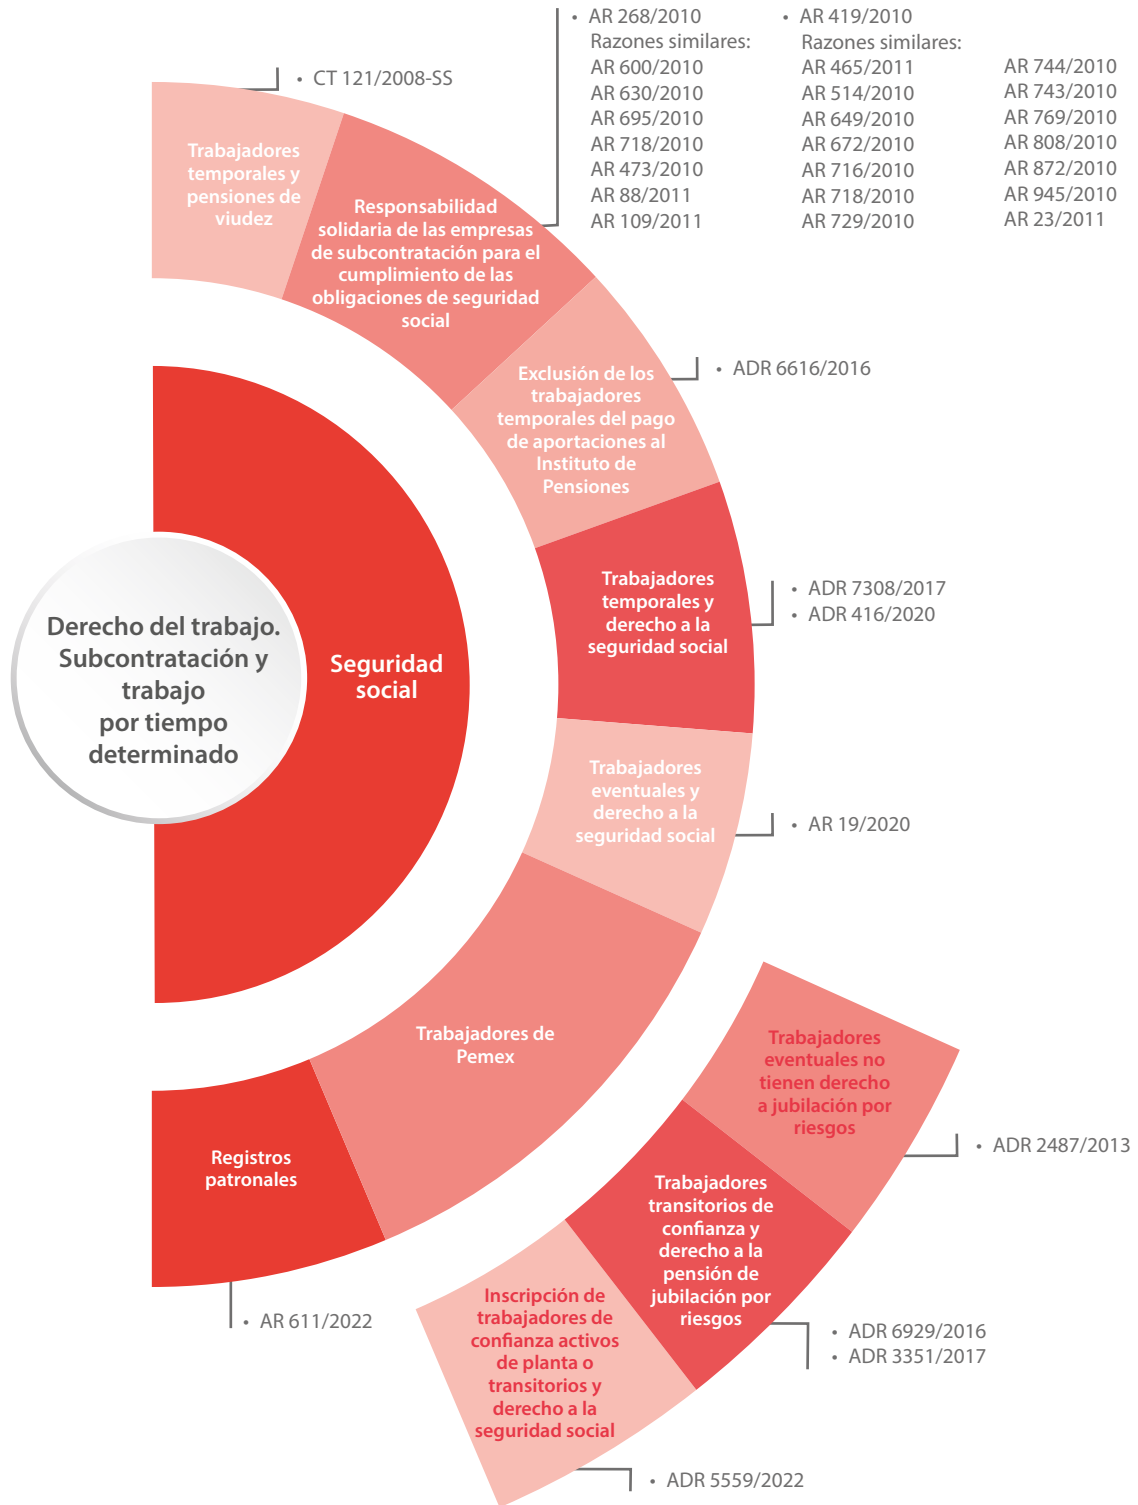 • AR 268/2010
Razones similares:
AR 600/2010
AR 630/2010
AR 695/2010
AR 718/2010
AR 473/2010
AR 88/2011
AR 109/2011
• AR 419/2010
Razones similares:
AR 465/2011
AR 514/2010
AR 649/2010
AR 672/2010
AR 716/2010
AR 718/2010
AR 729/2010
AR 744/2010
AR 743/2010
AR 769/2010
AR 808/2010
AR 872/2010
AR 945/2010
AR 23/2011
• CT 121/2008-SS
Trabajadores
temporales y
pensiones de
viudez
Responsabilidad
solidaria de las empresas
de subcontratación para el
cumplimiento de las
obligaciones de seguridad
social
Exclusión de los
trabajadores
temporales del pago
de aportaciones al
Instituto de
Pensiones
• ADR 6616/2016
Trabajadores
temporales y
derecho a la
seguridad social
• ADR 7308/2017
• ADR 416/2020
Derecho del trabajo.
Subcontratación y
trabajo
por tiempo
determinado
Seguridad
social
Trabajadores
eventuales y
derecho a la
seguridad social
• AR 19/2020
Trabajadores de
Pemex
Trabajadores
eventuales no
tienen derecho
a jubilación por
riesgos
• ADR 2487/2013
Registros
patronales
• AR 611/2022
Trabajadores
transitorios de
confianza y
derecho a la
pensión de
jubilación por
riesgos
• ADR 6929/2016
• ADR 3351/2017
Inscripción de
trabajadores de
confianza activos
de planta o
transitorios y
derecho a la
seguridad social
• ADR 5559/2022